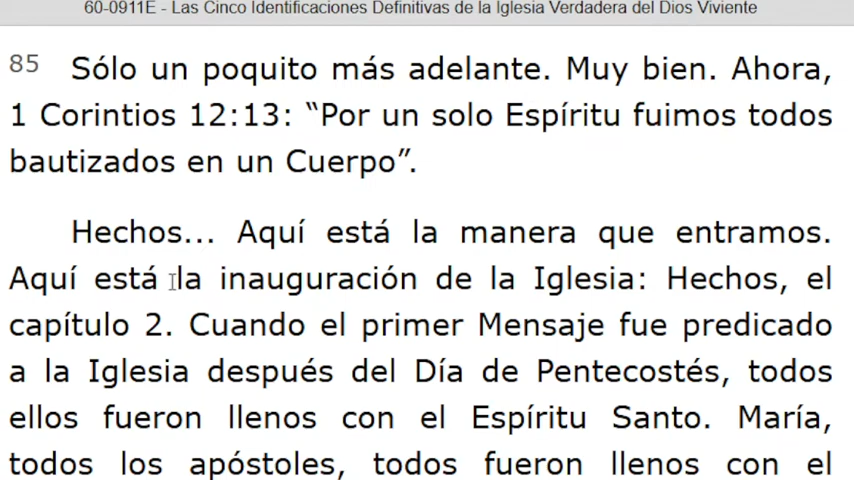 60-0911E - Las Cinco Identificaciones Definitivas de la Iglesia Verdadera del Dios Viviente
85 Sólo un poquito más adelante. Muy bien. Ahora,
1 Corintios 12:13: “Por un solo Espíritu fuimos todos
bautizados en un Cuerpo”.
Hechos... Aquí está la manera que entramos.
Aquí está la inauguración de la Iglesia: Hechos, el
capítulo 2. Cuando el primer Mensaje fue predicado
a la Iglesia después del Día de Pentecostés, todos
ellos fueron llenos con el Espíritu Santo. María,
todos los apóstoles, todos fueron llenos con el